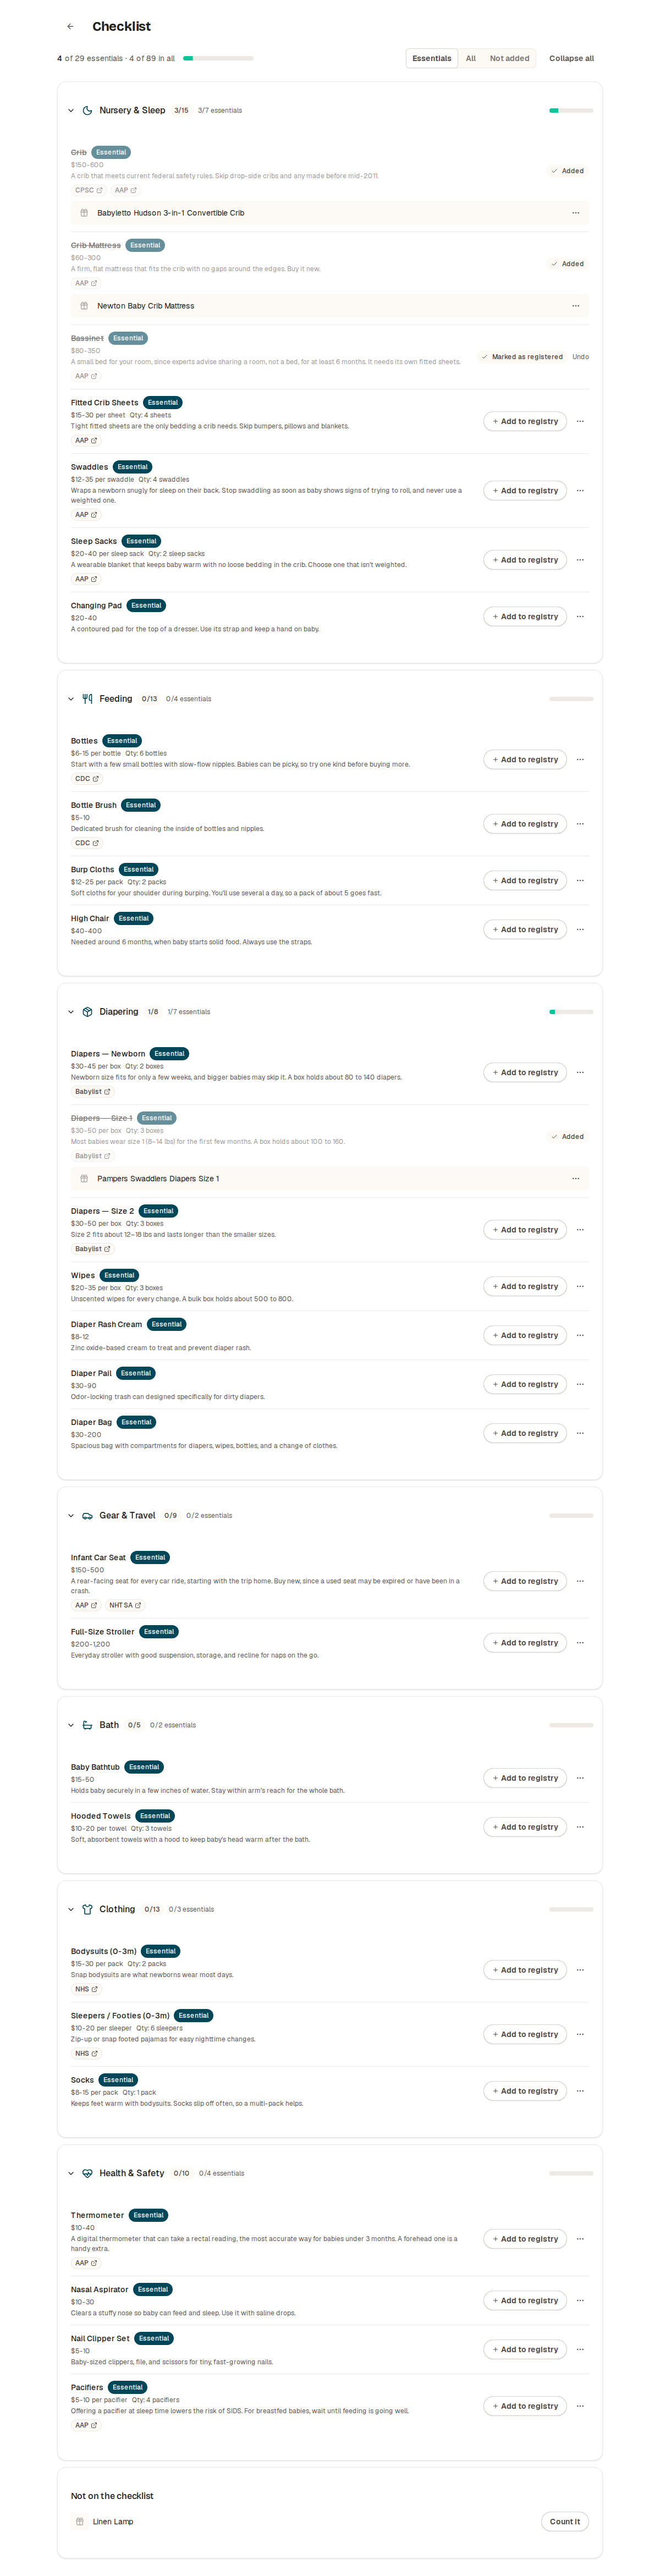 Checklist
4 of 29 essentials · 4 of 89 in all
Essentials All Not added Collapse all
Nursery & Sleep 3/15 3/7 essentials
Crib Essential
$150-600
A crib that meets current federal safety rules. Skip drop-side cribs and any made before mid-2011.
Added
CPSC AAP
Babyletto Hudson 3-in-1 Convertible Crib
Crib Mattress Essential
$60-300
A firm, flat mattress that fits the crib with no gaps around the edges. Buy it new.
Added
AAP
Newton Baby Crib Mattress
Bassinet Essential
$80-350
A small bed for your room, since experts advise sharing a room, not a bed, for at least 6 months. It needs its own fitted sheets.
Marked as registered Undo
AAP
Fitted Crib Sheets Essential
$15-30 per sheet Qty: 4 sheets
Tight fitted sheets are the only bedding a crib needs. Skip bumpers, pillows and blankets.
+ Add to registry
AAP
Swaddles Essential
$12-35 per swaddle Qty: 4 swaddles
Wraps a newborn snugly for sleep on their back. Stop swaddling as soon as baby shows signs of trying to roll, and never use a
weighted one.
+ Add to registry
AAP
Sleep Sacks Essential
$20-40 per sleep sack Qty: 2 sleep sacks
A wearable blanket that keeps baby warm with no loose bedding in the crib. Choose one that isn't weighted.
+ Add to registry
AAP
Changing Pad Essential
$20-40
A contoured pad for the top of a dresser. Use its strap and keep a hand on baby.
+ Add to registry
Feeding 0/13 0/4 essentials
Bottles Essential
$6-15 per bottle Qty: 6 bottles
Start with a few small bottles with slow-flow nipples. Babies can be picky, so try one kind before buying more.
+ Add to registry
CDC
Bottle Brush Essential
$5-10
Dedicated brush for cleaning the inside of bottles and nipples.
+ Add to registry
CDC
Burp Cloths Essential
$12-25 per pack Qty: 2 packs
Soft cloths for your shoulder during burping. You'll use several a day, so a pack of about 5 goes fast.
+ Add to registry
High Chair Essential
$40-400
Needed around 6 months, when baby starts solid food. Always use the straps.
+ Add to registry
Diapering 1/8 1/7 essentials
Diapers — Newborn Essential
$30-45 per box Qty: 2 boxes
Newborn size fits for only a few weeks, and bigger babies may skip it. A box holds about 80 to 140 diapers.
+ Add to registry
Babylist
Diapers — Size 1 Essential
$30-50 per box Qty: 3 boxes
Most babies wear size 1 (8–14 lbs) for the first few months. A box holds about 100 to 160.
Added
Babylist
Pampers Swaddlers Diapers Size 1
Diapers — Size 2 Essential
$30-50 per box Qty: 3 boxes
Size 2 fits about 12–18 lbs and lasts longer than the smaller sizes.
+ Add to registry
Babylist
Wipes Essential
$20-35 per box Qty: 3 boxes
Unscented wipes for every change. A bulk box holds about 500 to 800.
+ Add to registry
Diaper Rash Cream Essential
$8-12
Zinc oxide-based cream to treat and prevent diaper rash.
+ Add to registry
Diaper Pail Essential
$30-90
Odor-locking trash can designed specifically for dirty diapers.
+ Add to registry
Diaper Bag Essential
$30-200
Spacious bag with compartments for diapers, wipes, bottles, and a change of clothes.
+ Add to registry
Gear & Travel 0/9 0/2 essentials
Infant Car Seat Essential
$150-500
A rear-facing seat for every car ride, starting with the trip home. Buy new, since a used seat may be expired or have been in a
crash.
+ Add to registry
AAP NHTSA
Full-Size Stroller Essential
$200-1,200
Everyday stroller with good suspension, storage, and recline for naps on the go.
+ Add to registry
Bath 0/5 0/2 essentials
Baby Bathtub Essential
$15-50
Holds baby securely in a few inches of water. Stay within arm's reach for the whole bath.
+ Add to registry
Hooded Towels Essential
$10-20 per towel Qty: 3 towels
Soft, absorbent towels with a hood to keep baby's head warm after the bath.
+ Add to registry
Clothing 0/13 0/3 essentials
Bodysuits (0-3m) Essential
$15-30 per pack Qty: 2 packs
Snap bodysuits are what newborns wear most days.
+ Add to registry
NHS
Sleepers / Footies (0-3m) Essential
$10-20 per sleeper Qty: 6 sleepers
Zip-up or snap footed pajamas for easy nighttime changes.
+ Add to registry
NHS
Socks Essential
$8-15 per pack Qty: 1 pack
Keeps feet warm with bodysuits. Socks slip off often, so a multi-pack helps.
+ Add to registry
Health & Safety 0/10 0/4 essentials
Thermometer Essential
$10-40
A digital thermometer that can take a rectal reading, the most accurate way for babies under 3 months. A forehead one is a
handy extra.
+ Add to registry
AAP
Nasal Aspirator Essential
$10-30
Clears a stuffy nose so baby can feed and sleep. Use it with saline drops.
+ Add to registry
Nail Clipper Set Essential
$5-10
Baby-sized clippers, file, and scissors for tiny, fast-growing nails.
+ Add to registry
Pacifiers Essential
$5-10 per pacifier Qty: 4 pacifiers
Offering a pacifier at sleep time lowers the risk of SIDS. For breastfed babies, wait until feeding is going well.
+ Add to registry
AAP
Not on the checklist
Linen Lamp Count it